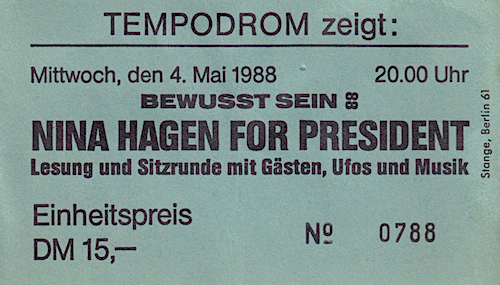 TEMPODROM zeigt:
Mittwoch, den 4. Mai 1988 20.00 Uhr
BEWUSST SEIN 88
NINA HAGEN FOR PRESIDENT
Lesung und Sitzrunde mit Gästen, Ufos und Musik
Einheitspreis
DM 15,—
Nº 0788
Stange, Berlin 61